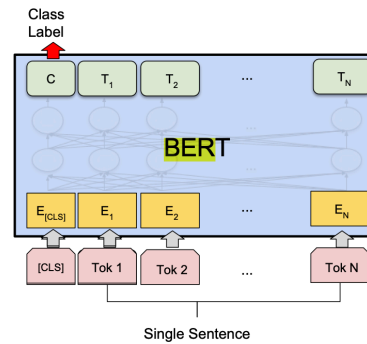 Class
Label
C T1 T2 ... TN
...
BERT
...
E[CLS] E1 E2 ... EN
[CLS] Tok 1 Tok 2 ... Tok N
Single Sentence